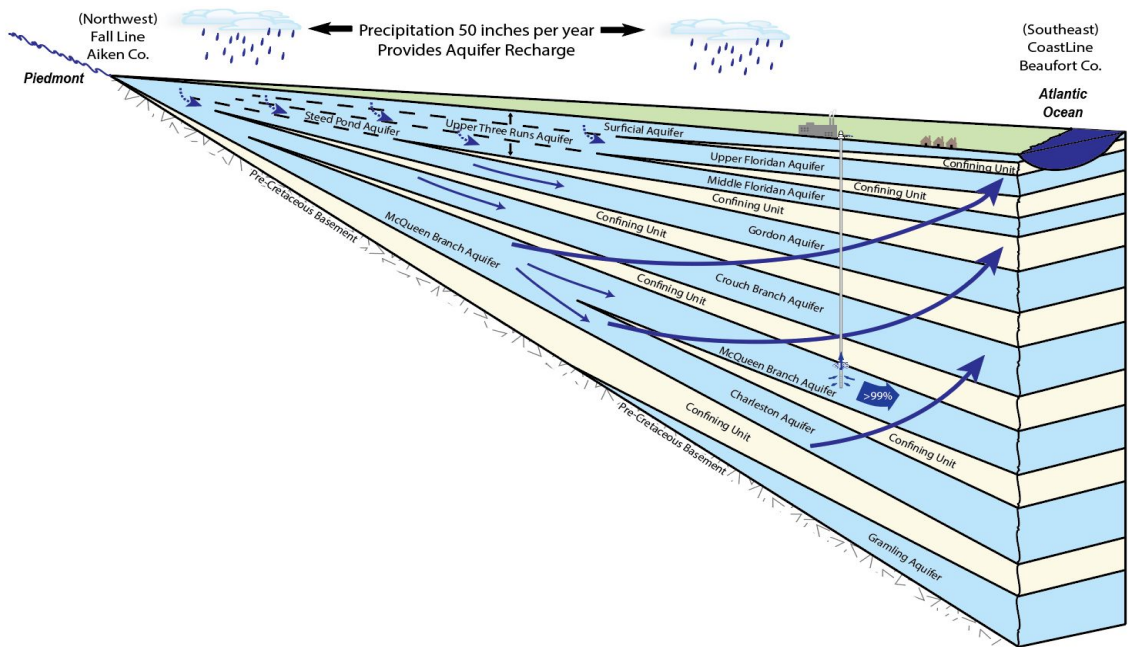 (Northwest)
Fall Line
Aiken Co.
Piedmont
Precipitation 50 inches per year
Provides Aquifer Recharge
(Southeast)
CoastLine
Beaufort Co.
Atlantic
Ocean
Steed Pond Aquifer
Upper Three Runs Aquifer
Surficial Aquifer
Confining Unit
Upper Floridan Aquifer
Confining Unit
Middle Floridan Aquifer
Confining Unit
Gordon Aquifer
Confining Unit
Crouch Branch Aquifer
Confining Unit
McQueen Branch Aquifer
McQueen Branch Aquifer
>99%
Confining Unit
Charleston Aquifer
Confining Unit
Gramling Aquifer
Pre-Cretaceous Basement
Pre-Cretaceous Basement